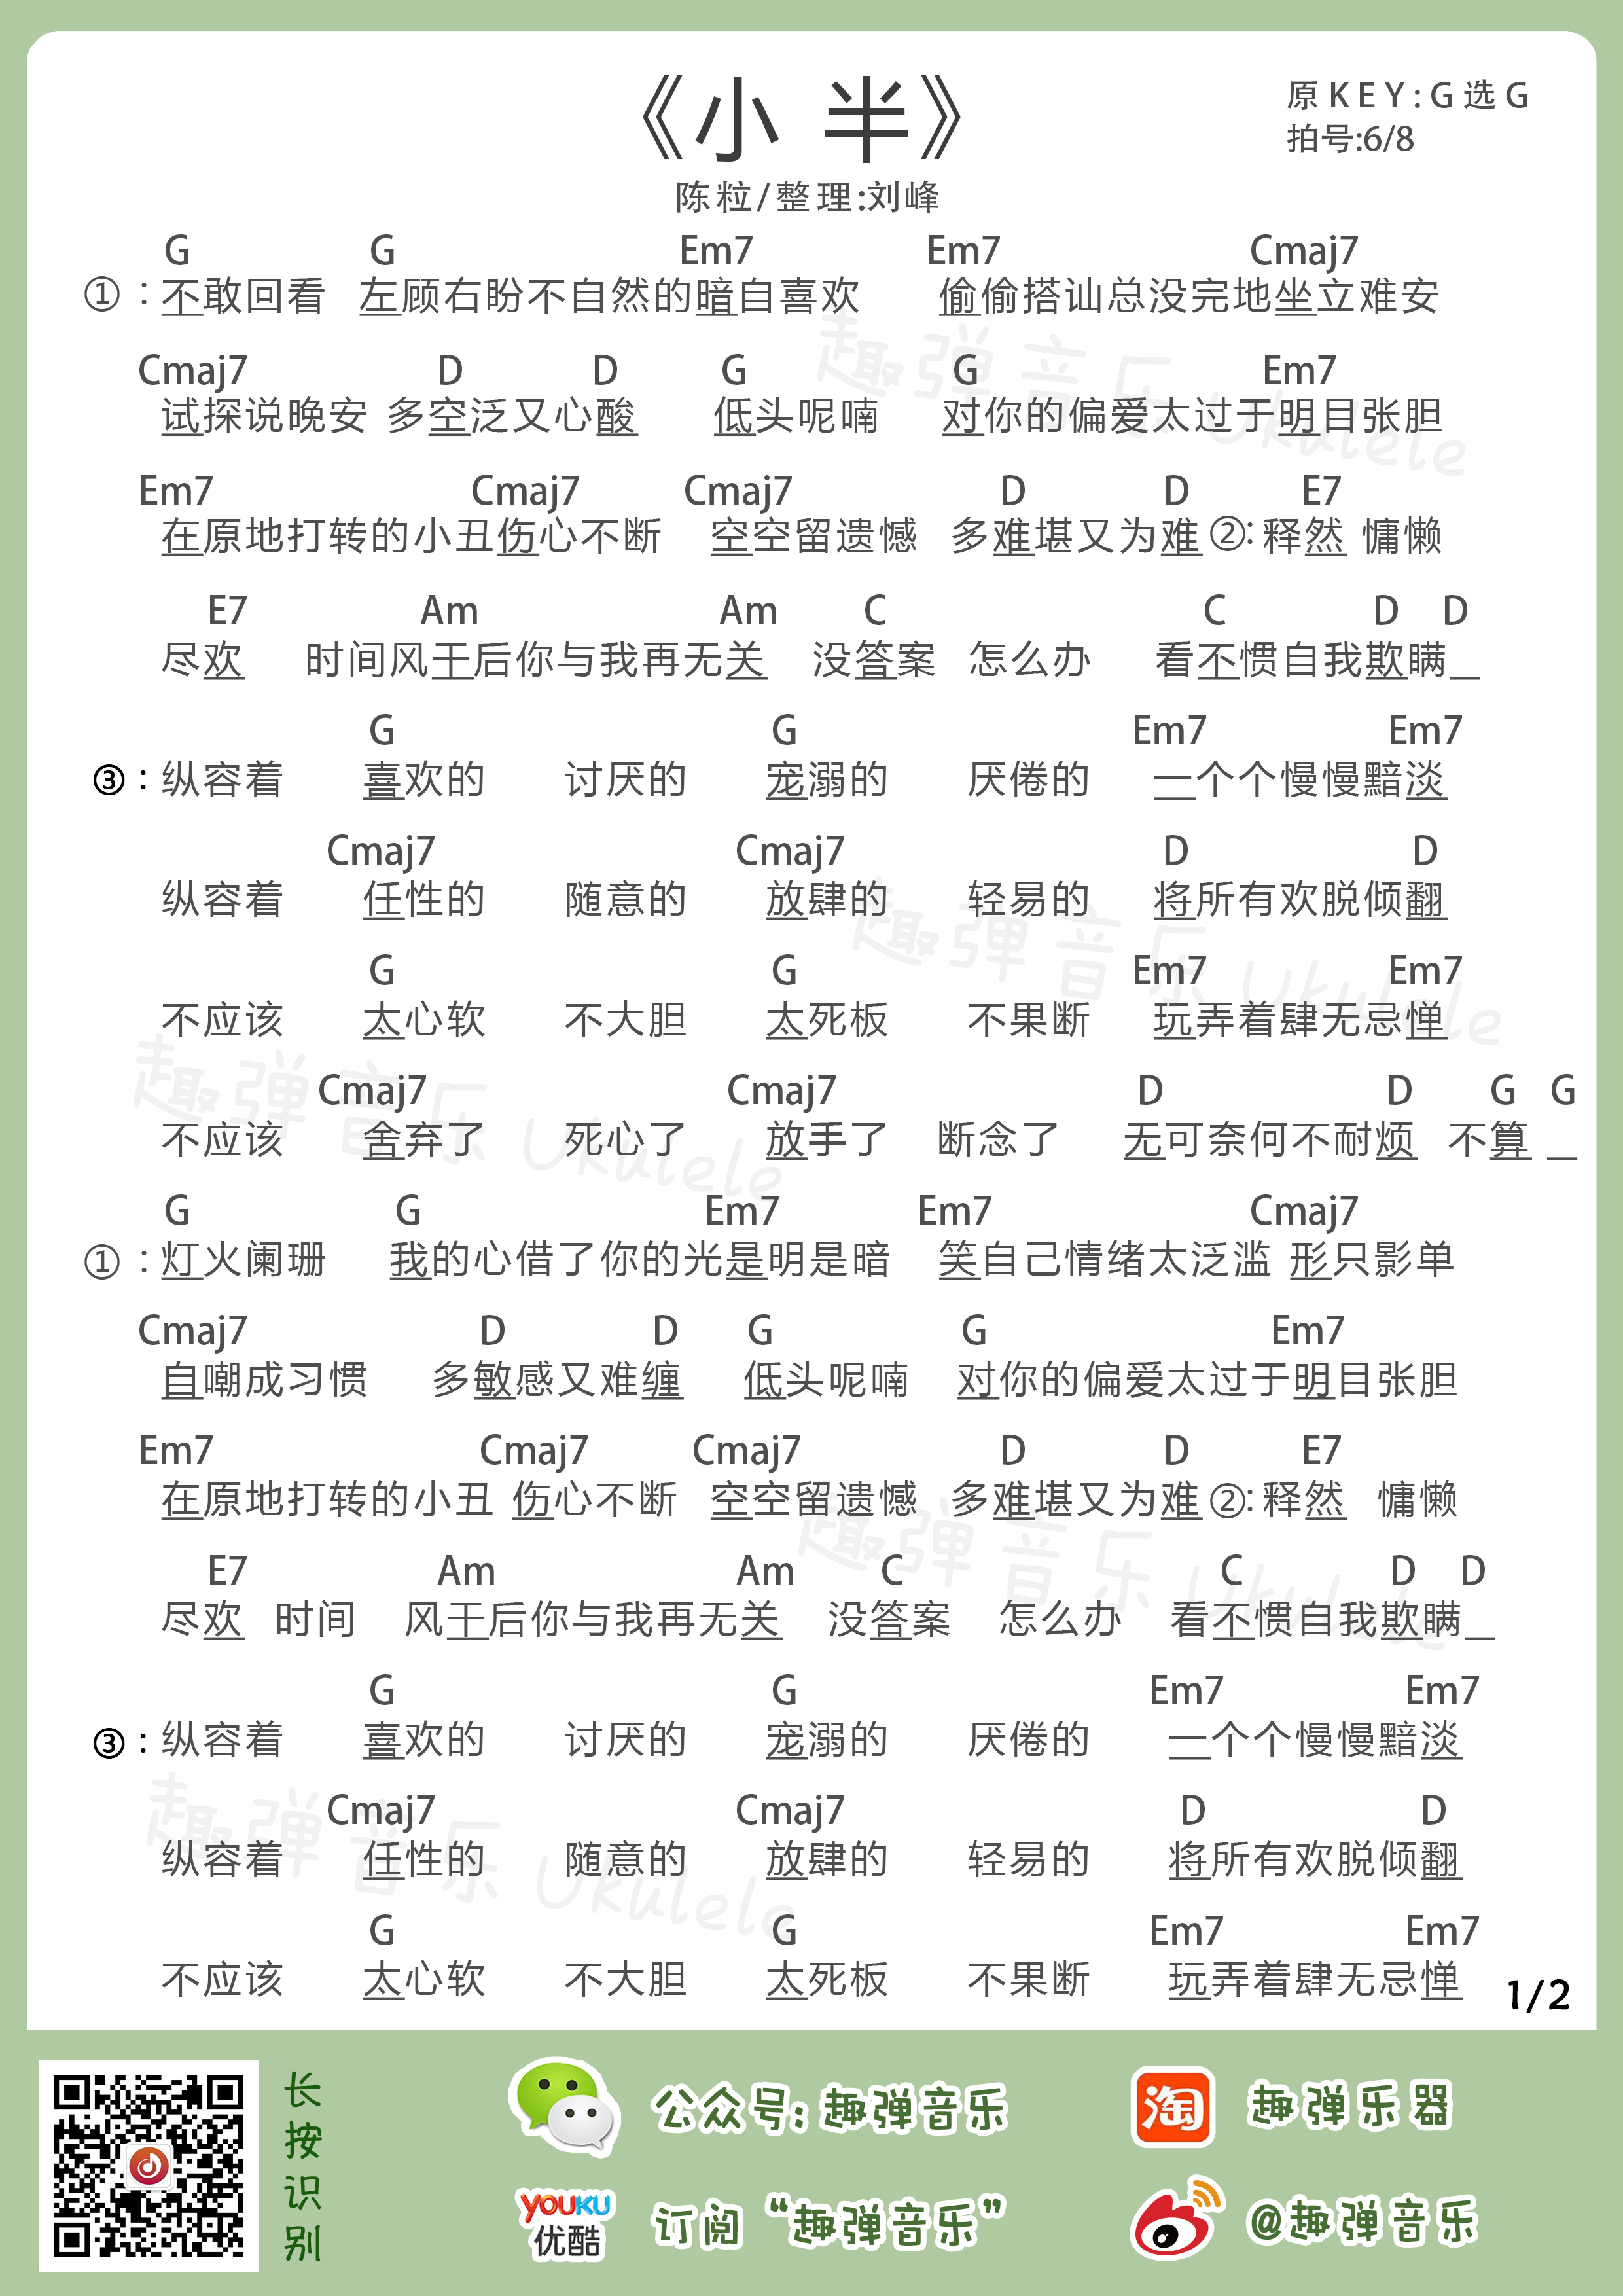 《小 半》
原KEY:G 选G
拍号:6/8
陈粒/整理:刘峰
G G Em7 Em7 Cmaj7
①：不敢回看 左顾右盼不自然的暗自喜欢 偷偷搭讪总没完地坐立难安
Cmaj7 D D G G Em7
试探说晚安 多空泛又心酸 低头呢喃 对你的偏爱太过于明目张胆
Em7 Cmaj7 Cmaj7 D D E7
在原地打转的小丑伤心不断 空空留遗憾 多难堪又为难 ②:释然 慵懒
E7 Am Am C C D D
尽欢 时间风干后你与我再无关 没答案 怎么办 看不惯自我欺瞒_
G G Em7 Em7
③：纵容着 喜欢的 讨厌的 宠溺的 厌倦的 一个个慢慢黯淡
Cmaj7 Cmaj7 D D
纵容着 任性的 随意的 放肆的 轻易的 将所有欢脱倾翻
G G Em7 Em7
不应该 太心软 不大胆 太死板 不果断 玩弄着肆无忌惮
Cmaj7 Cmaj7 D D G G
不应该 舍弃了 死心了 放手了 断念了 无可奈何不耐烦 不算 _
G G Em7 Em7 Cmaj7
①：灯火阑珊 我的心借了你的光是明是暗 笑自己情绪太泛滥 形只影单
Cmaj7 D D G G Em7
自嘲成习惯 多敏感又难缠 低头呢喃 对你的偏爱太过于明目张胆
Em7 Cmaj7 Cmaj7 D D E7
在原地打转的小丑 伤心不断 空空留遗憾 多难堪又为难 ②:释然 慵懒
E7 Am Am C C D D
尽欢 时间 风干后你与我再无关 没答案 怎么办 看不惯自我欺瞒_
G G Em7 Em7
③：纵容着 喜欢的 讨厌的 宠溺的 厌倦的 一个个慢慢黯淡
Cmaj7 Cmaj7 D D
纵容着 任性的 随意的 放肆的 轻易的 将所有欢脱倾翻
G G Em7 Em7
不应该 太心软 不大胆 太死板 不果断 玩弄着肆无忌惮
1/2
趣弹音乐 Ukulele
趣弹音乐 Ukulele
趣弹音乐 Ukulele
趣弹音乐 Ukulele
趣弹音乐 Ukulele
长按识别
公众号:趣弹音乐
淘 趣弹乐器
YOUKU
优酷
订阅“趣弹音乐”
@趣弹音乐